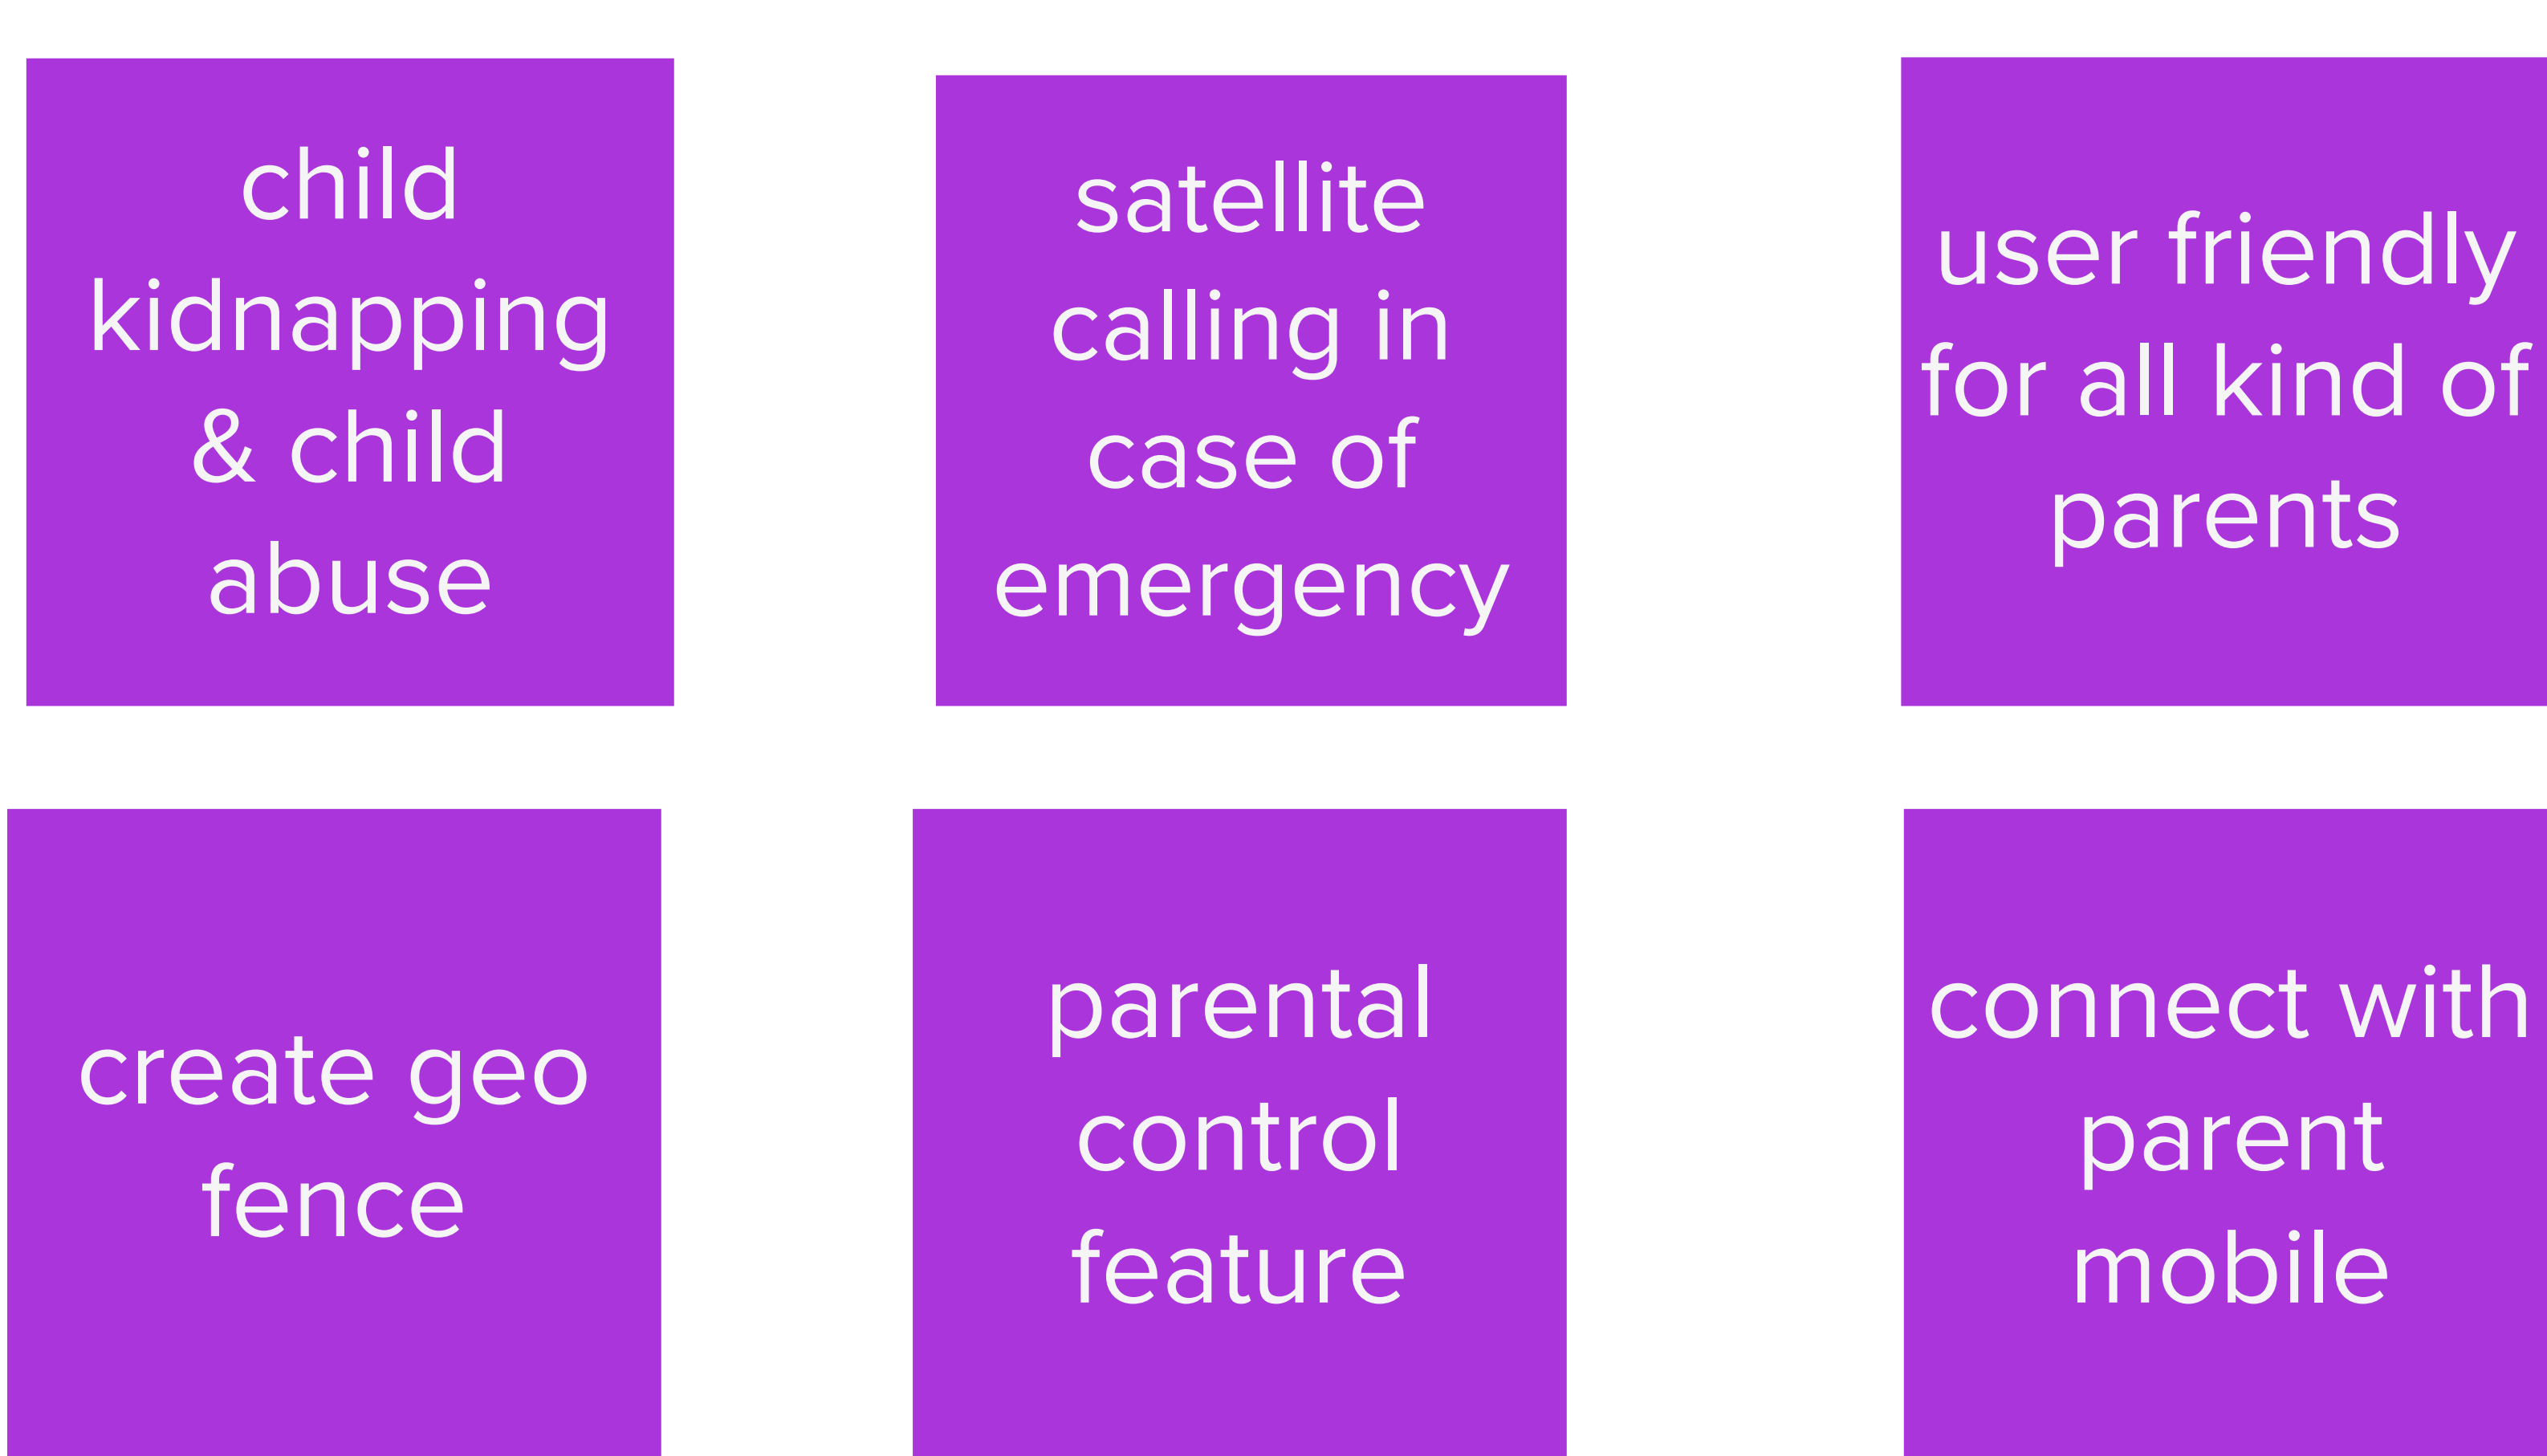 child
kidnapping
& child
abuse
satellite
calling in
case of
emergency
user friendly
for all kind of
parents
create geo
fence
parental
control
feature
connect with
parent
mobile